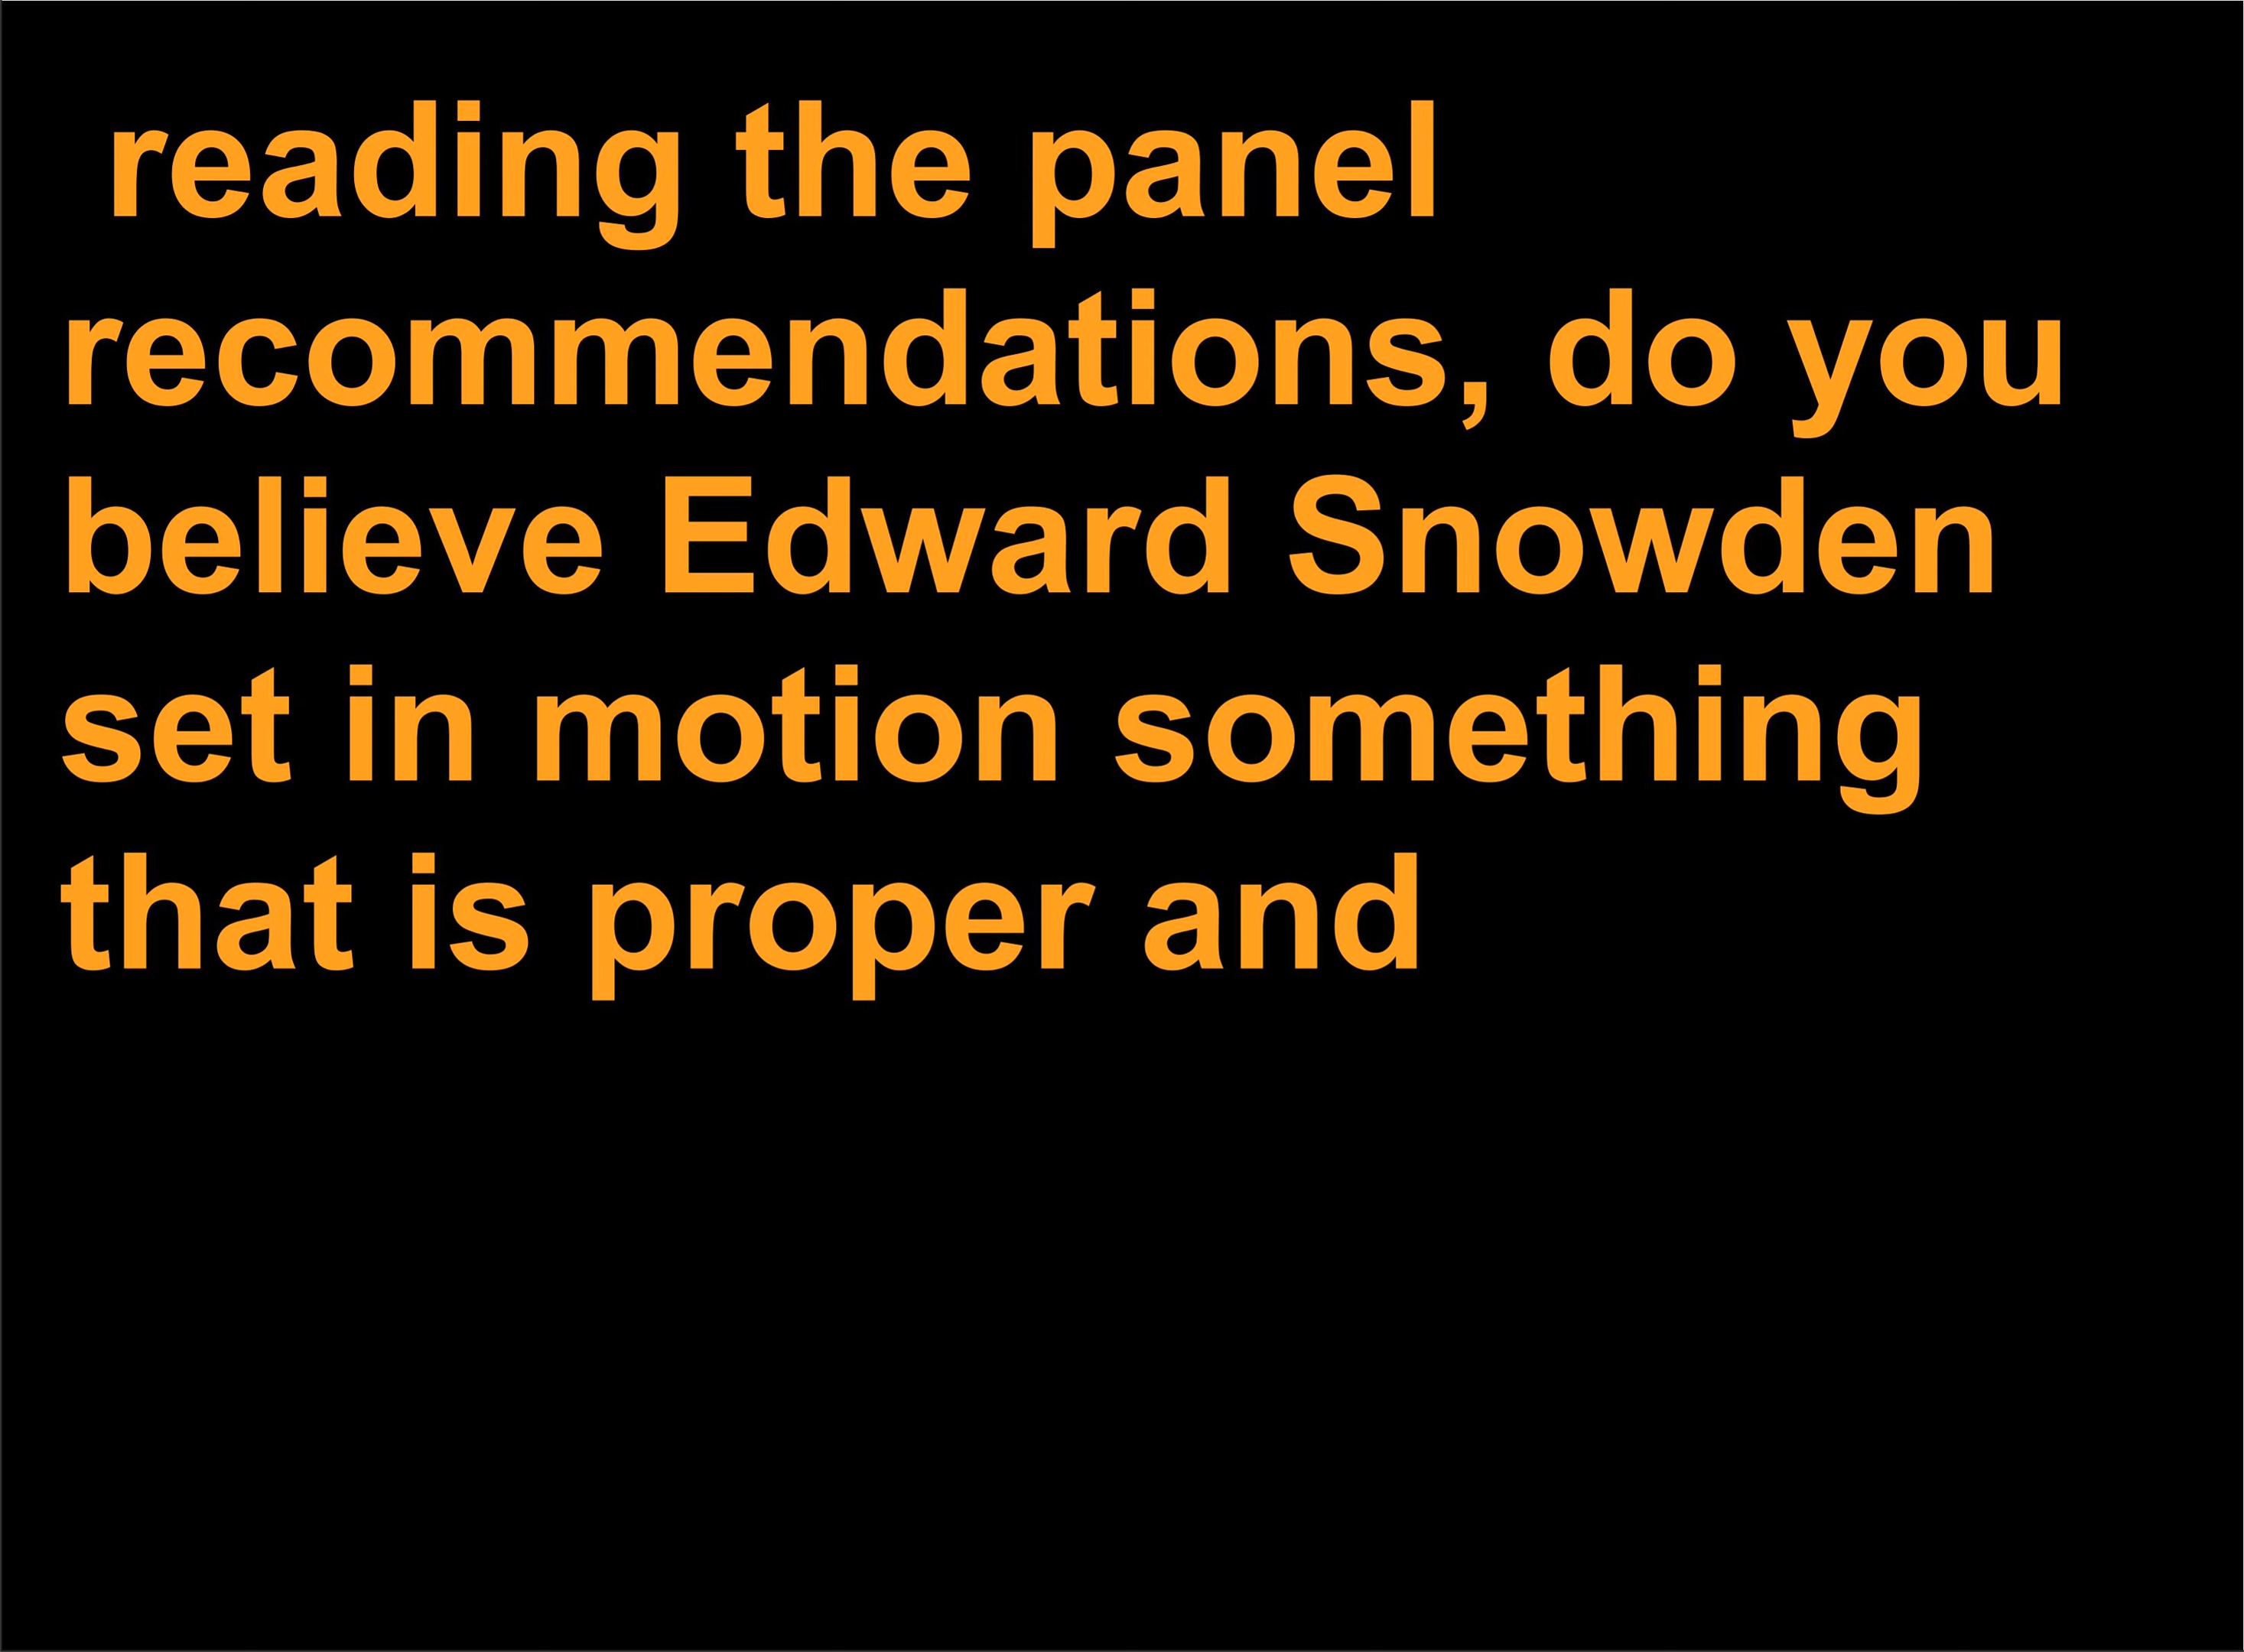 reading the panel
recommendations, do you
believe Edward Snowden
set in motion something
that is proper and